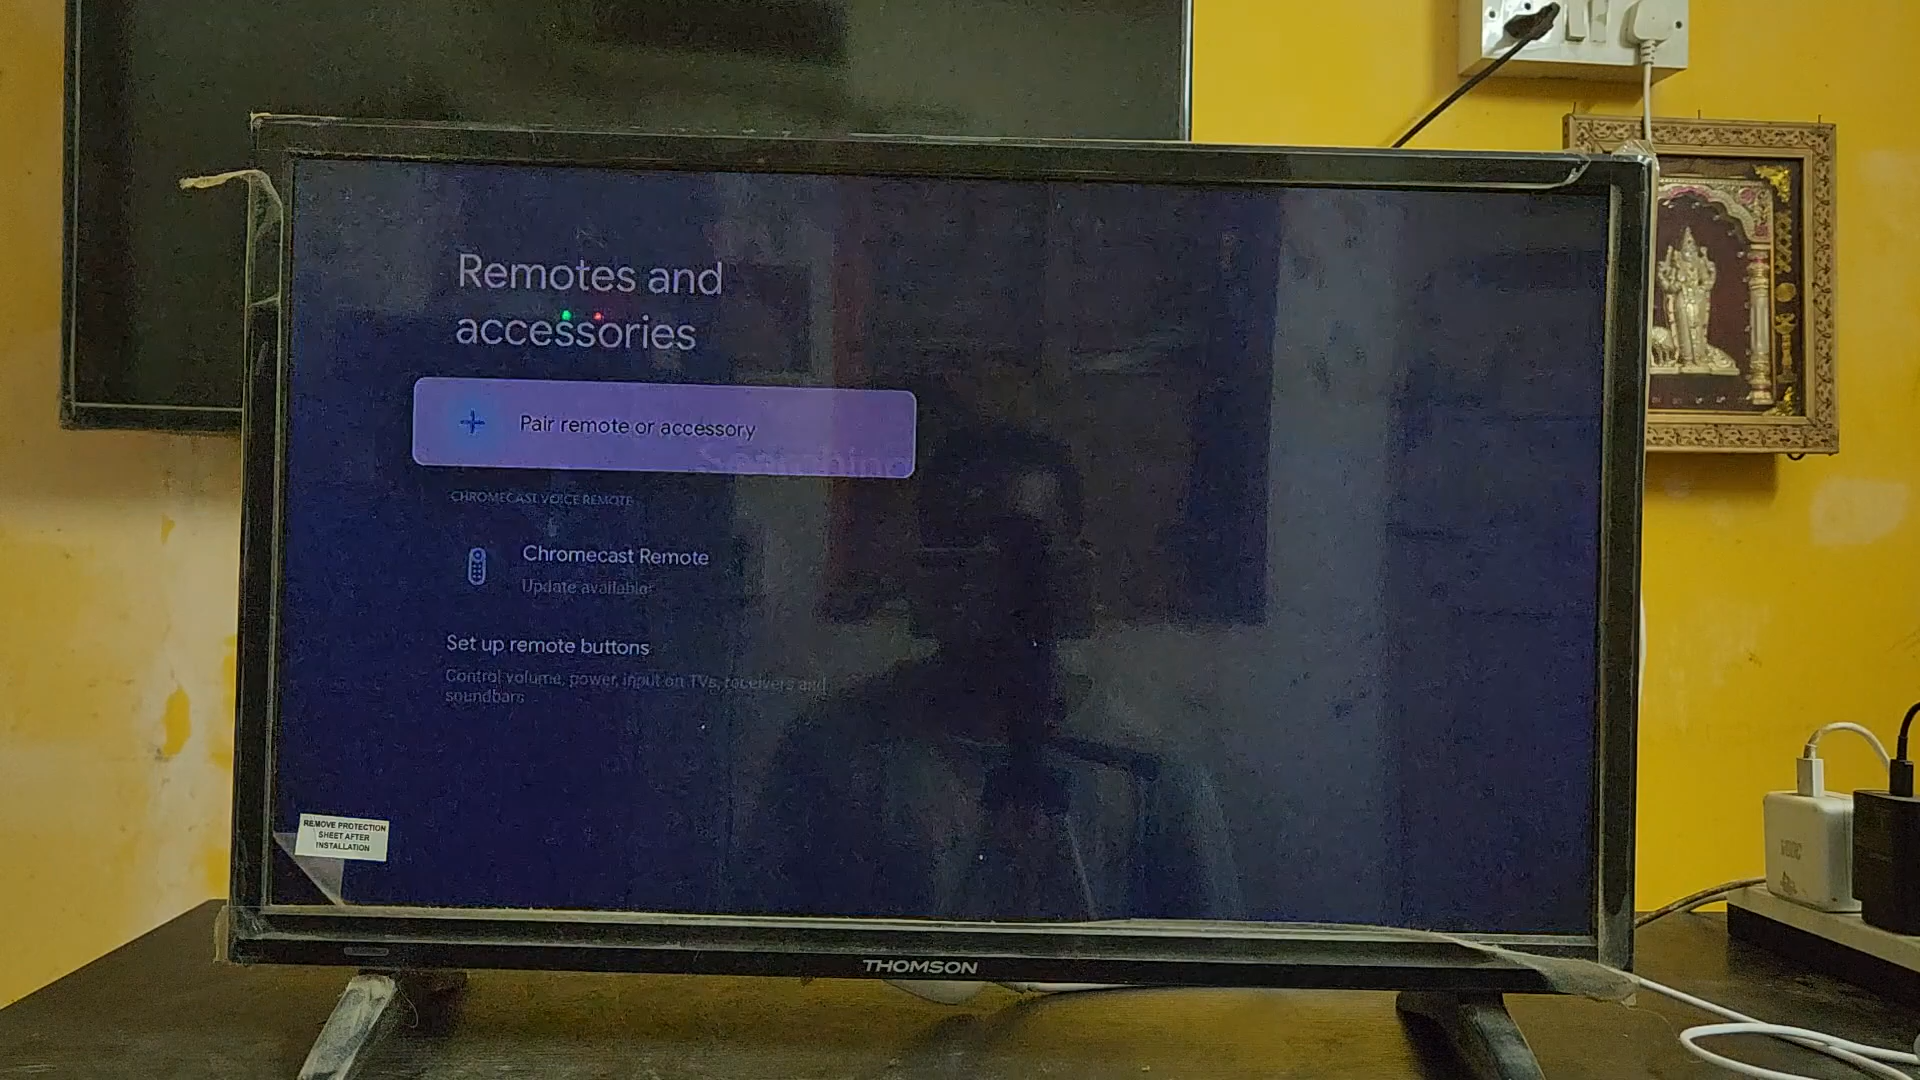 Remotes and
accessories
Pair remote or accessory
Searching
CHROMECAST VOICE REMOTE
Chromecast Remote
Update available
Set up remote buttons
Control volume, power, input on TVs, receivers and
soundbars
REMOVE PROTECTION
SHEET AFTER
INSTALLATION
THOMSON